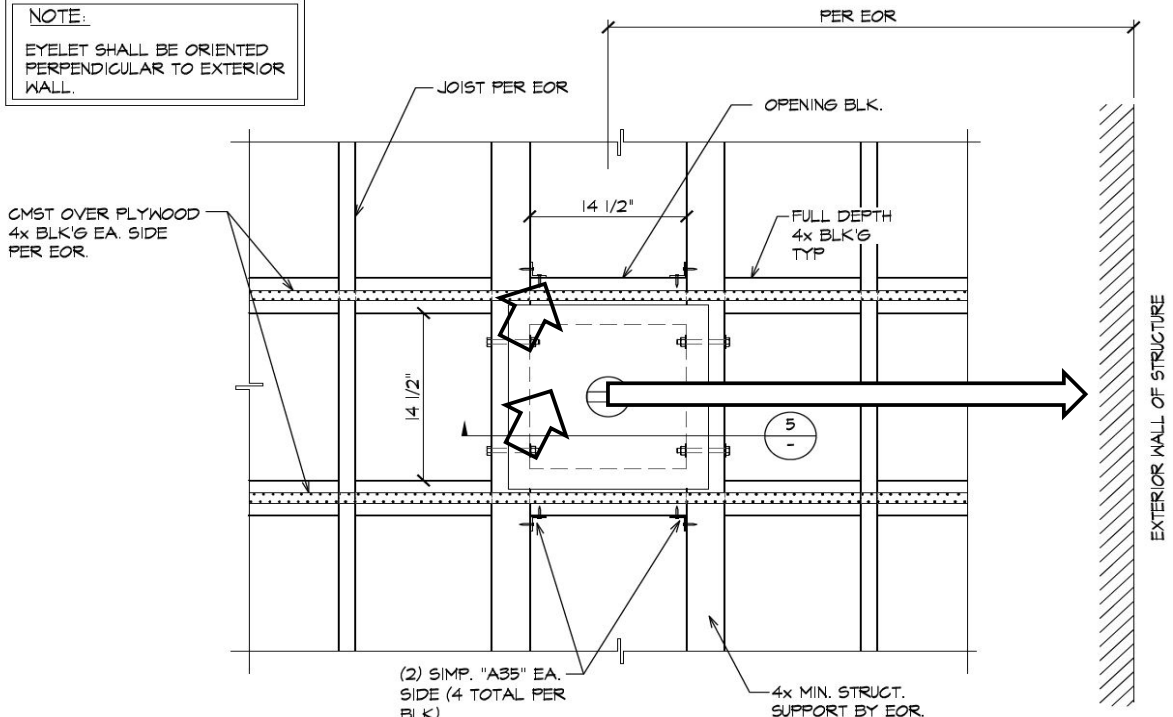 NOTE:
EYELET SHALL BE ORIENTED
PERPENDICULAR TO EXTERIOR
WALL.
PER EOR
JOIST PER EOR
OPENING BLK.
CMST OVER PLYWOOD
4x BLK'G EA. SIDE
PER EOR.
14 1/2"
FULL DEPTH
4x BLK'G
TYP
14 1/2"
5
-
EXTERIOR WALL OF STRUCTURE
(2) SIMP. "A35" EA.
SIDE (4 TOTAL PER
BLK)
4x MIN. STRUCT.
SUPPORT BY EOR.